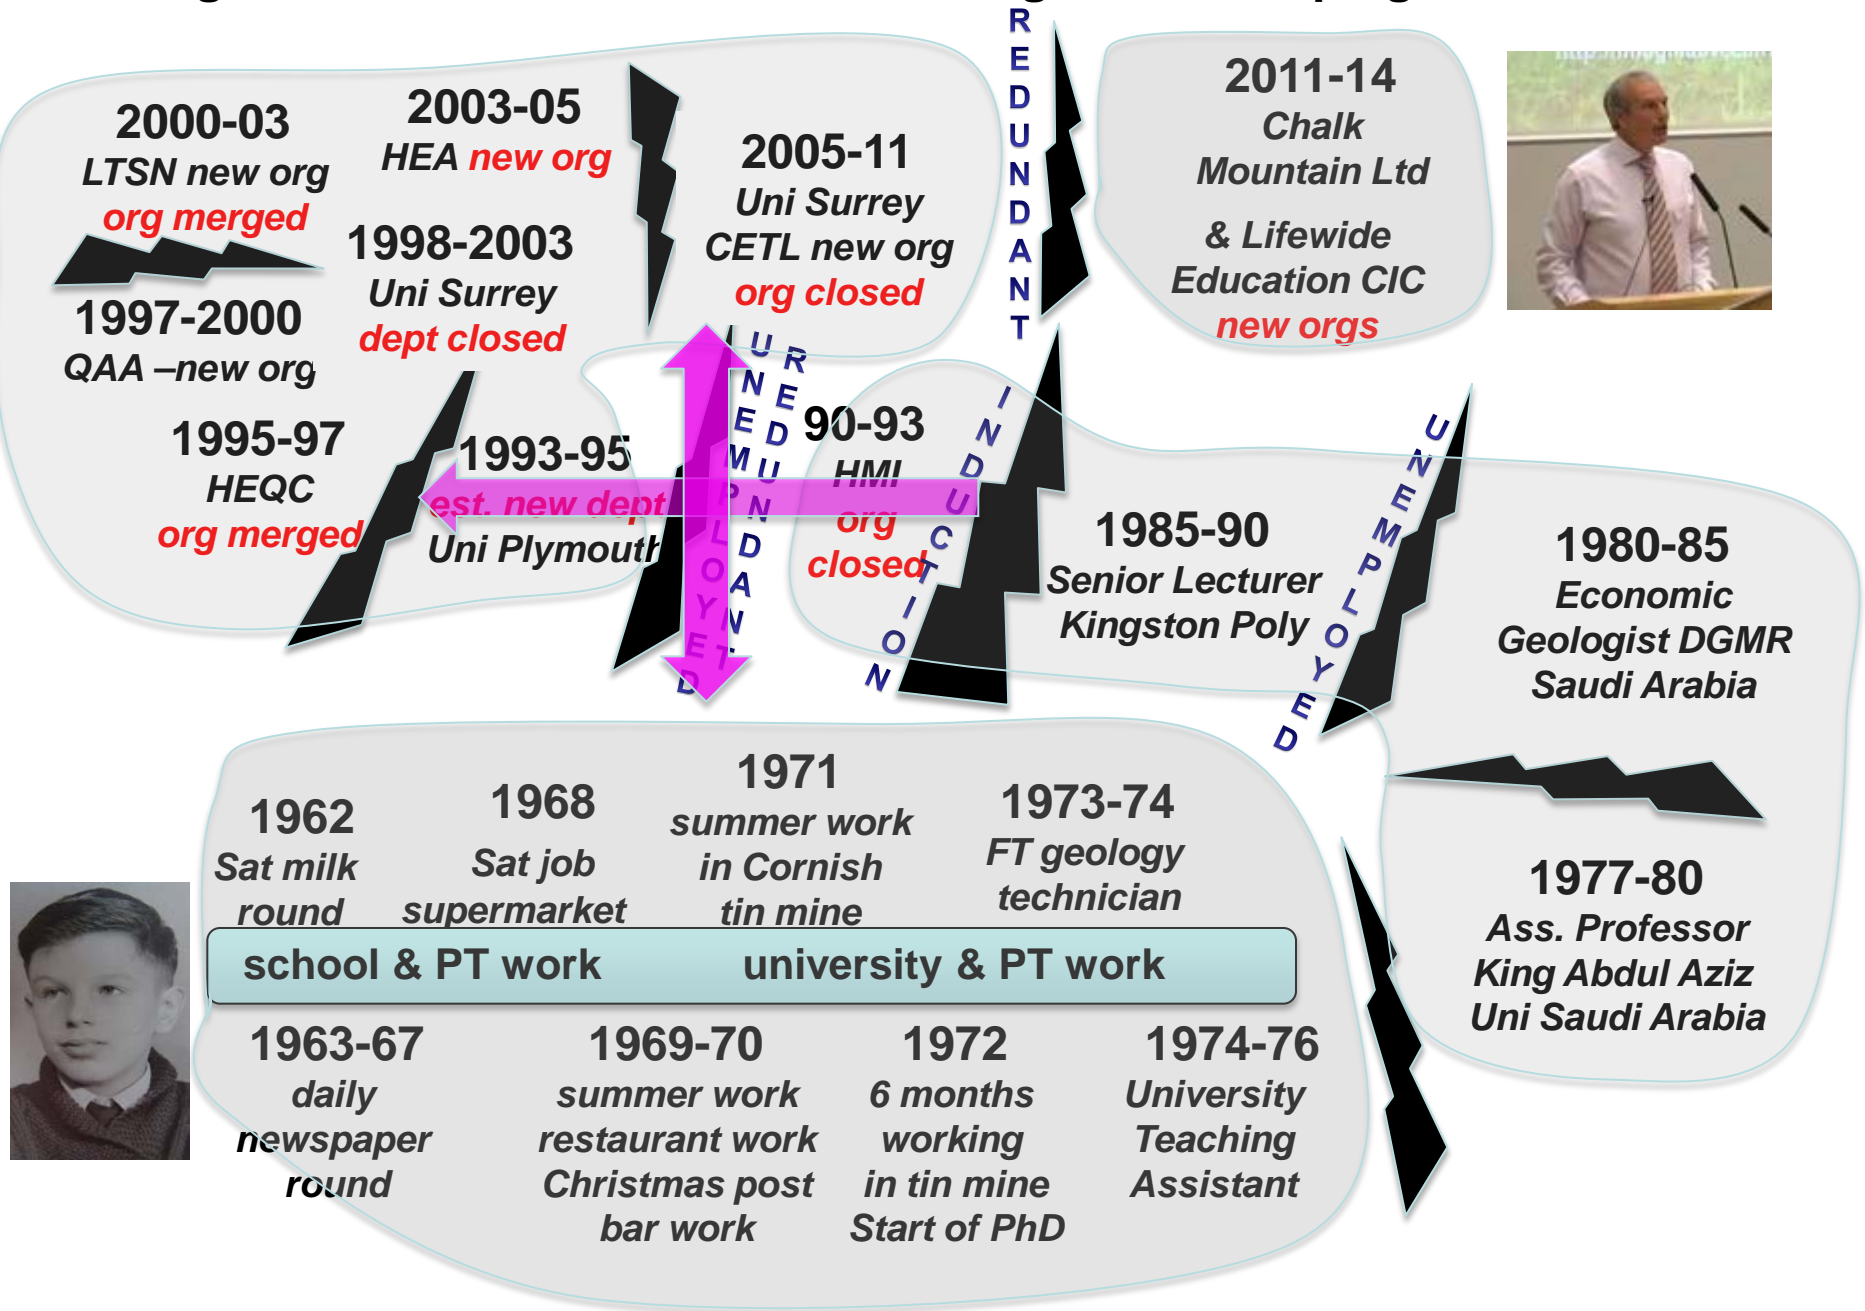 REDUNDANT
2000-03
LTSN new org
org merged
2003-05
HEA new org
2005-11
Uni Surrey
CETL new org
org closed
2011-14
Chalk
Mountain Ltd
& Lifewide
Education CIC
new orgs
1998-2003
Uni Surrey
dept closed
1997-2000
QAA –new org
1995-97
HEQC
org merged
1993-95
est. new dept
Uni Plymouth
UNEMPLOYED
REDUNDANT
90-93
HMI
org
closed
INDUCTION
1985-90
Senior Lecturer
Kingston Poly
UNEMPLOYED
1980-85
Economic
Geologist DGMR
Saudi Arabia
1977-80
Ass. Professor
King Abdul Aziz
Uni Saudi Arabia
1962
Sat milk
round
1968
Sat job
supermarket
1971
summer work
in Cornish
tin mine
1973-74
FT geology
technician
school & PT work
university & PT work
1963-67
daily
newspaper
round
1969-70
summer work
restaurant work
Christmas post
bar work
1972
6 months
working
in tin mine
Start of PhD
1974-76
University
Teaching
Assistant